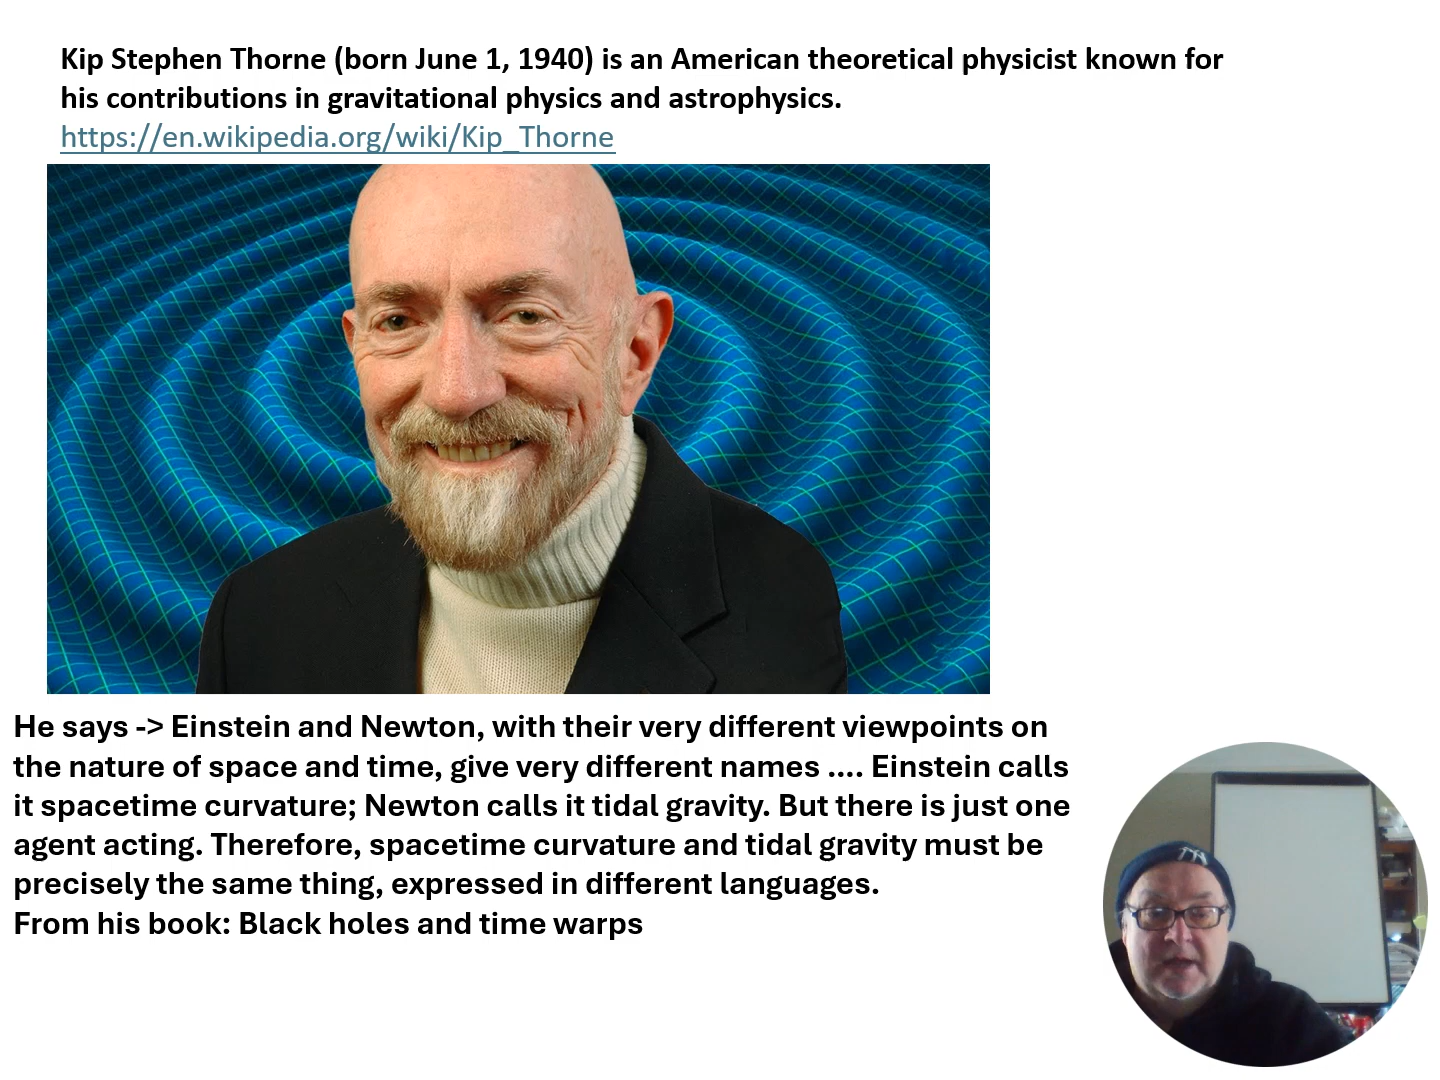 Kip Stephen Thorne (born June 1, 1940) is an American theoretical physicist known for
his contributions in gravitational physics and astrophysics.
https://en.wikipedia.org/wiki/Kip_Thorne
He says -> Einstein and Newton, with their very different viewpoints on
the nature of space and time, give very different names .... Einstein calls
it spacetime curvature; Newton calls it tidal gravity. But there is just one
agent acting. Therefore, spacetime curvature and tidal gravity must be
precisely the same thing, expressed in different languages.
From his book: Black holes and time warps